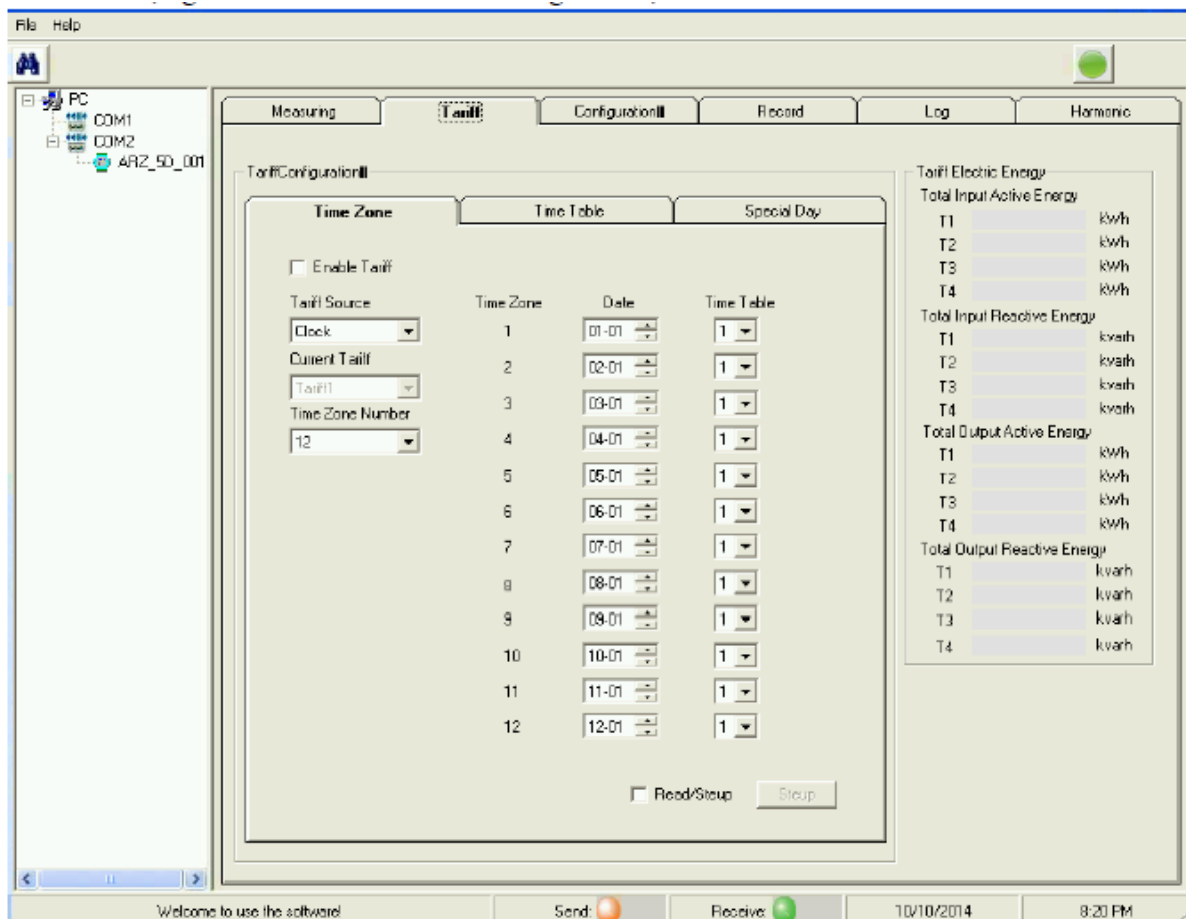 File Help
PC
COM1
COM2
ARZ_5D_001
Measuring Tariff Configuration Record Log Harmonic
TariffConfiguration
Time Zone Time Table Special Day
Enable Tariff
Tariff Source Time Zone Date Time Table
Clock 1 01-01 1
Current Tariff
2 02-01 1
Tariff1
3 03-01 1
Time Zone Number
12 4 04-01 1
5 05-01 1
6 06-01 1
7 07-01 1
8 08-01 1
9 09-01 1
10 10-01 1
11 11-01 1
12 12-01 1
Read/Steup Steup
Tariff Electric Energy
Total Input Active Energy
T1 kWh
T2 kWh
T3 kWh
T4 kWh
Total Input Reactive Energy
T1 kvarh
T2 kvarh
T3 kvarh
T4 kvarh
Total Output Active Energy
T1 kWh
T2 kWh
T3 kWh
T4 kWh
Total Output Reactive Energy
T1 kvarh
T2 kvarh
T3 kvarh
T4 kvarh
Welcome to use the software! Send: Receive: 10/10/2014 8:20 PM